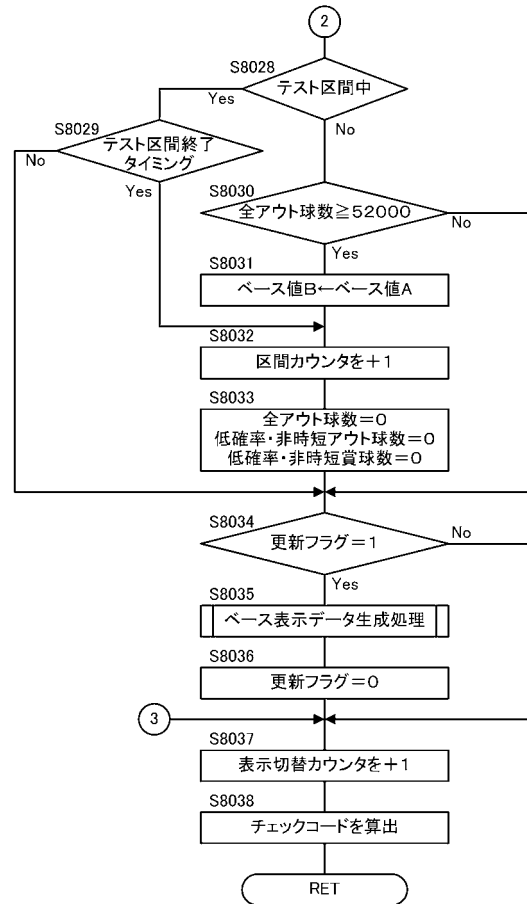 2
S8028
テスト区間中
Yes
No
S8029
テスト区間終了
タイミング
No
Yes
S8030
全アウト球数≧52000
No
Yes
S8031
ベース値B←ベース値A
S8032
区間カウンタを+1
S8033
全アウト球数=0
低確率・非時短アウト球数=0
低確率・非時短賞球数=0
S8034
更新フラグ=1
No
Yes
S8035
ベース表示データ生成処理
S8036
更新フラグ=0
3
S8037
表示切替カウンタを+1
S8038
チェックコードを算出
RET